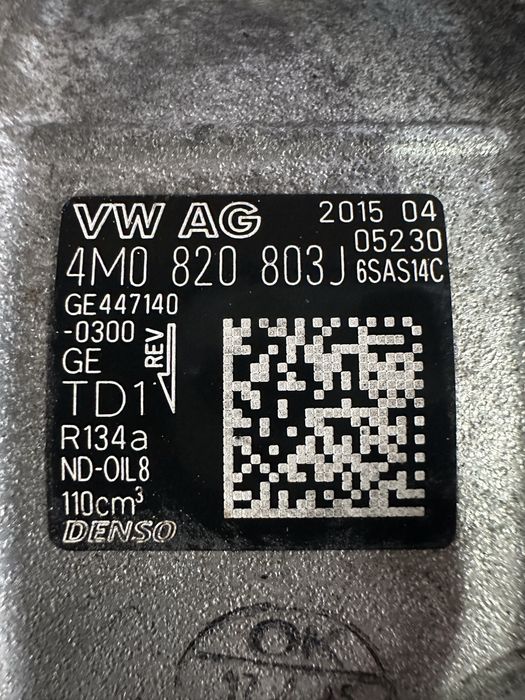 VW AG 2015 04
05230
4M0 820 803J 6SAS14C
GE447140
-0300
GE
REV
TD1
R134a
ND-OIL8
110cm³
DENSO
OK